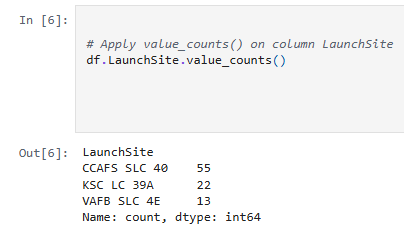 In [6]:
# Apply value_counts() on column LaunchSite
df.LaunchSite.value_counts()
Out[6]: LaunchSite
CCAFS SLC 40    55
KSC LC 39A      22
VAFB SLC 4E     13
Name: count, dtype: int64